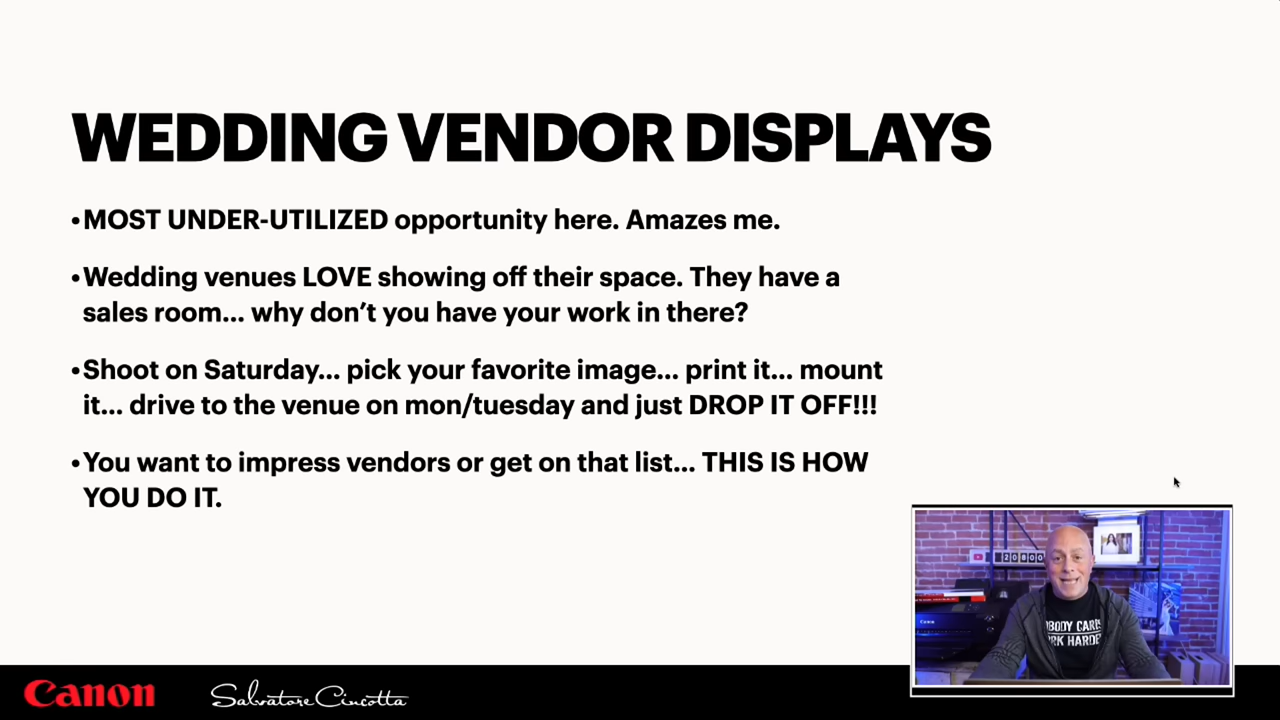 WEDDING VENDOR DISPLAYS
•MOST UNDER-UTILIZED opportunity here. Amazes me.
•Wedding venues LOVE showing off their space. They have a
sales room... why don’t you have your work in there?
•Shoot on Saturday... pick your favorite image... print it... mount
it... drive to the venue on mon/tuesday and just DROP IT OFF!!!
•You want to impress vendors or get on that list... THIS IS HOW
YOU DO IT.
Canon
Salvatore Cincotta